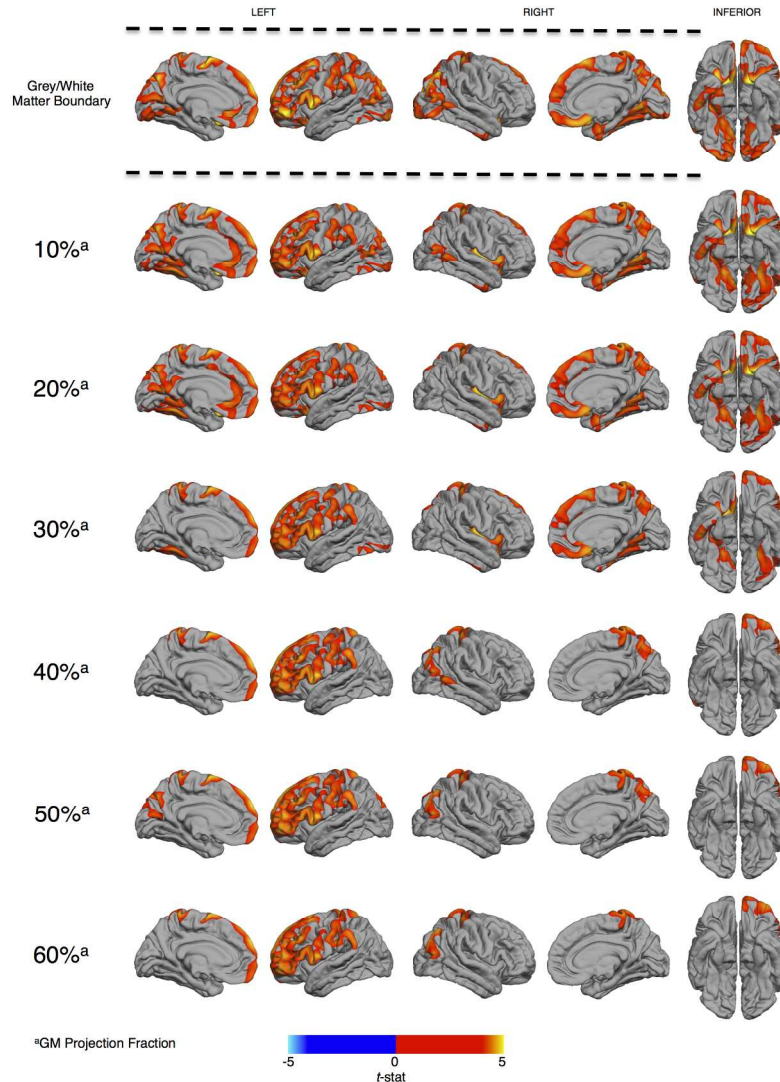 LEFT
RIGHT
INFERIOR
Grey/White
Matter Boundary
10%ᵃ
20%ᵃ
30%ᵃ
40%ᵃ
50%ᵃ
60%ᵃ
ᵃGM Projection Fraction
-5
0
5
t-stat